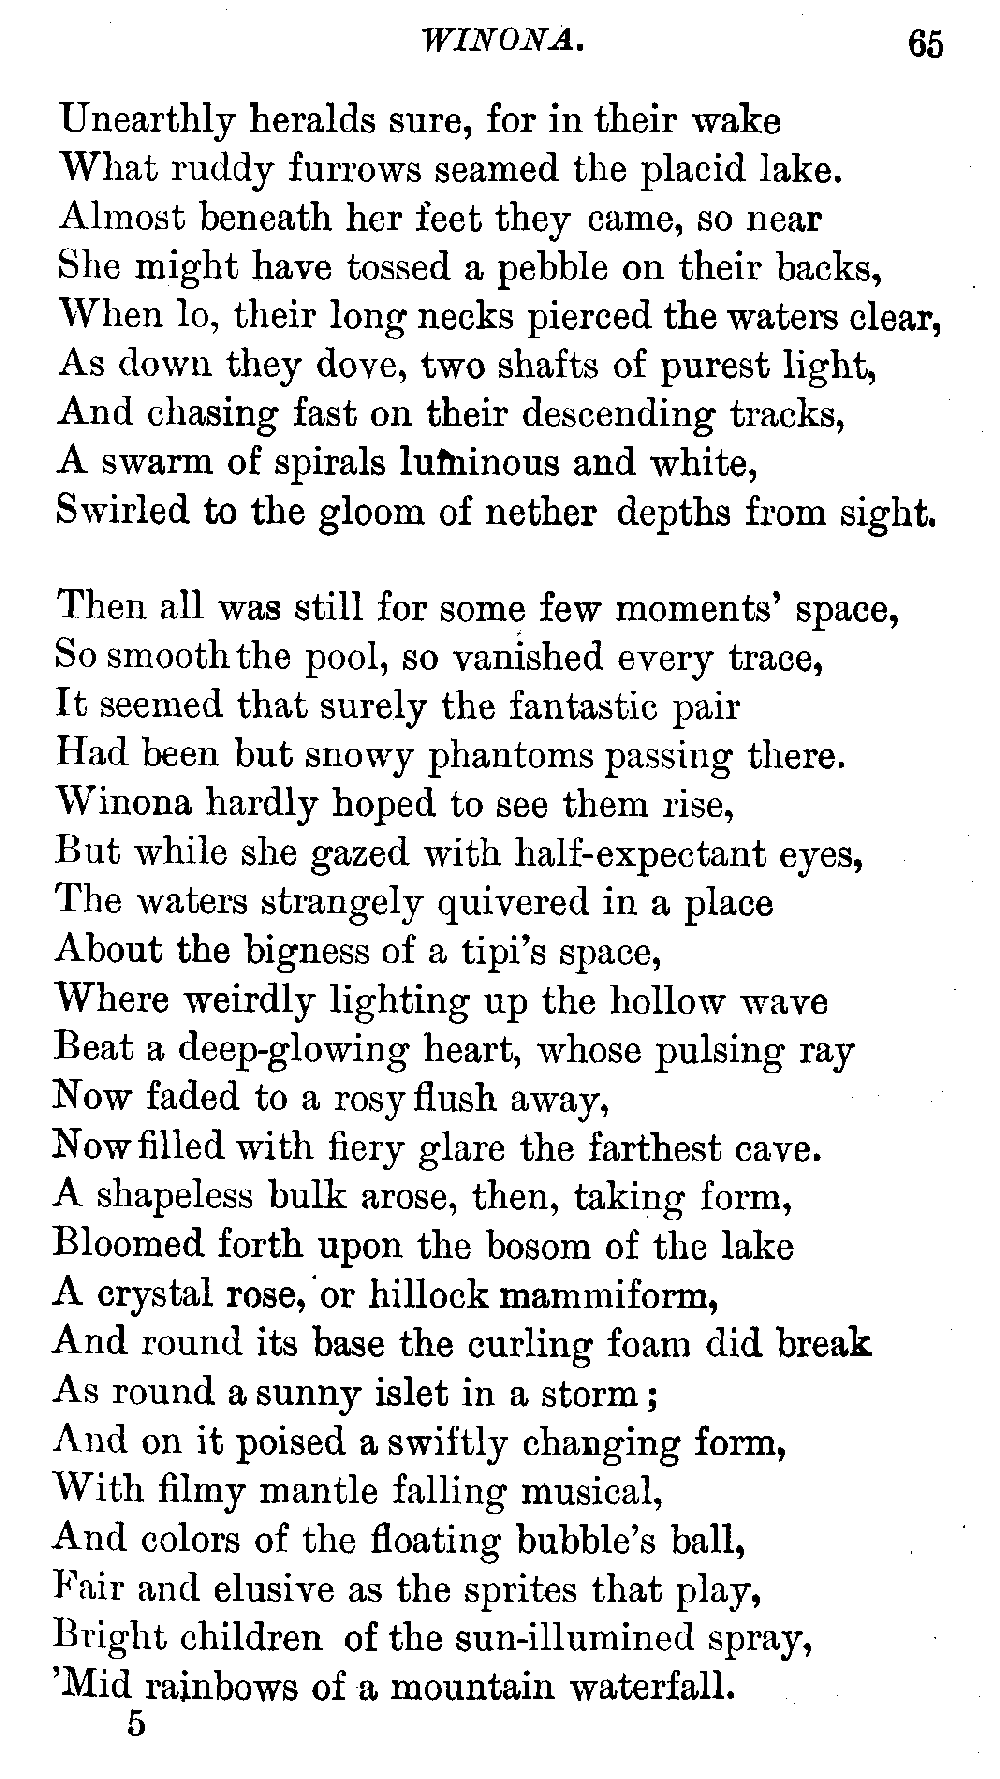 WINONA. 65
Unearthly heralds sure, for in their wake
What ruddy furrows seamed the placid lake.
Almost beneath her feet they came, so near
She might have tossed a pebble on their backs,
When lo, their long necks pierced the waters clear,
As down they dove, two shafts of purest light,
And chasing fast on their descending tracks,
A swarm of spirals luminous and white,
Swirled to the gloom of nether depths from sight.
Then all was still for some few moments' space,
So smooth the pool, so vanished every trace,
It seemed that surely the fantastic pair
Had been but snowy phantoms passing there.
Winona hardly hoped to see them rise,
But while she gazed with half-expectant eyes,
The waters strangely quivered in a place
About the bigness of a tipi's space,
Where weirdly lighting up the hollow wave
Beat a deep-glowing heart, whose pulsing ray
Now faded to a rosy flush away,
Now filled with fiery glare the farthest cave.
A shapeless bulk arose, then, taking form,
Bloomed forth upon the bosom of the lake
A crystal rose, or hillock mammiform,
And round its base the curling foam did break
As round a sunny islet in a storm;
And on it poised a swiftly changing form,
With filmy mantle falling musical,
And colors of the floating bubble's ball,
Fair and elusive as the sprites that play,
Bright children of the sun-illumined spray,
'Mid rainbows of a mountain waterfall.
5